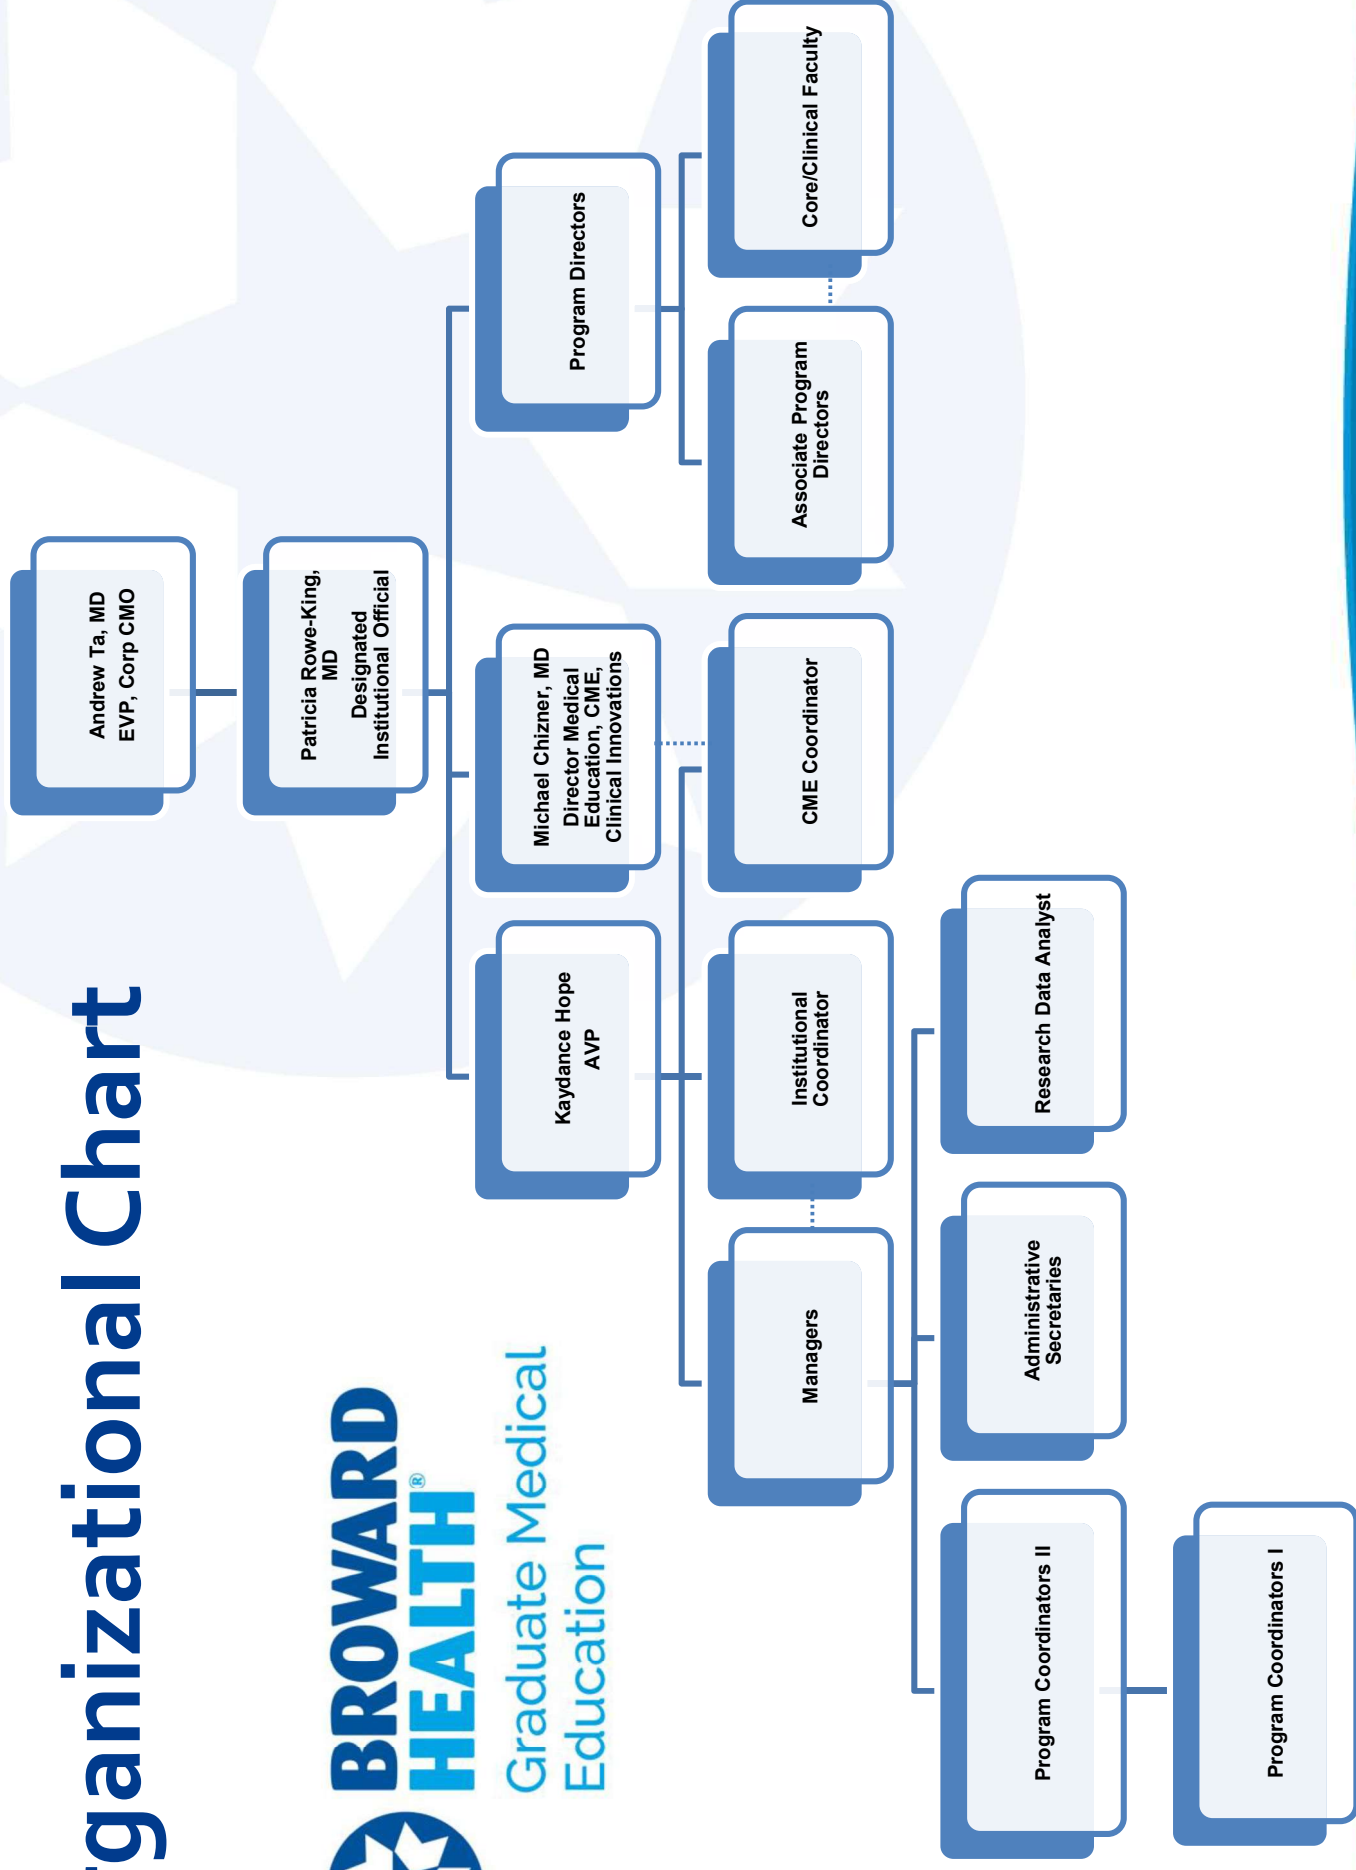 rganizational Chart
BROWARD
HEALTH®
Graduate Medical
Education
Andrew Ta, MD
EVP, Corp CMO
Patricia Rowe-King,
MD
Designated
Institutional Official
Kaydance Hope
AVP
Michael Chizner, MD
Director Medical
Education, CME,
Clinical Innovations
Program Directors
Managers
Institutional
Coordinator
CME Coordinator
Associate Program
Directors
Core/Clinical Faculty
Program Coordinators II
Administrative
Secretaries
Research Data Analyst
Program Coordinators I